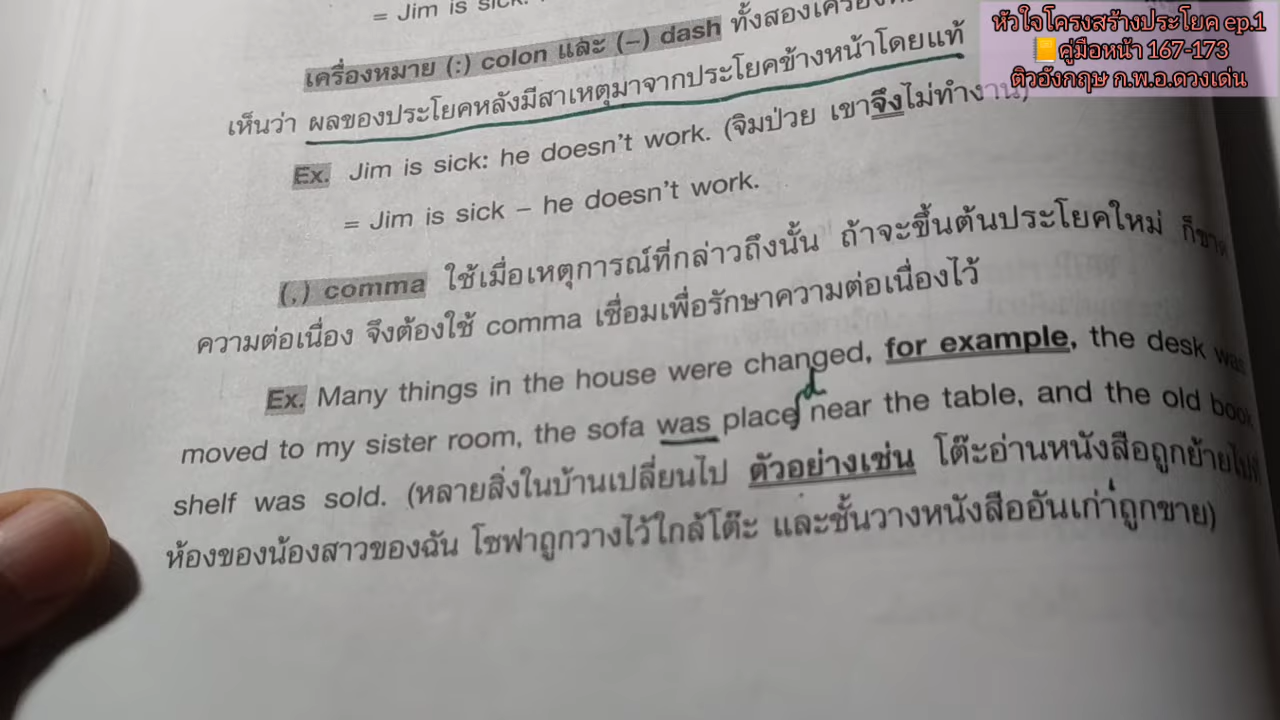 = Jim is sick.
เครื่องหมาย (:) colon และ (–) dash ทั้งสอง
เห็นว่า ผลของประโยคหลังมีสาเหตุมาจากประโยคข้างหน้าโดยแท้
Ex. Jim is sick: he doesn't work. (จิมป่วย เขาจึงไม่ทำงาน)
= Jim is sick – he doesn't work.
(,) comma ใช้เมื่อเหตุการณ์ที่กล่าวถึงนั้น ถ้าจะขึ้นต้นประโยคใหม่ ก็ขาด
ความต่อเนื่อง จึงต้องใช้ comma เชื่อมเพื่อรักษาความต่อเนื่องไว้
Ex. Many things in the house were changed, for example, the desk was
moved to my sister room, the sofa was placed near the table, and the old book
shelf was sold. (หลายสิ่งในบ้านเปลี่ยนไป ตัวอย่างเช่น โต๊ะอ่านหนังสือถูกย้าย
ห้องของน้องสาวของฉัน โซฟาถูกวางไว้ใกล้โต๊ะ และชั้นวางหนังสืออันเก่าถูกขาย)
หัวใจโครงสร้างประโยค ep.1
📒คู่มือหน้า 167-173
ติวอังกฤษ ก.พ.อ.ดวงเด่น